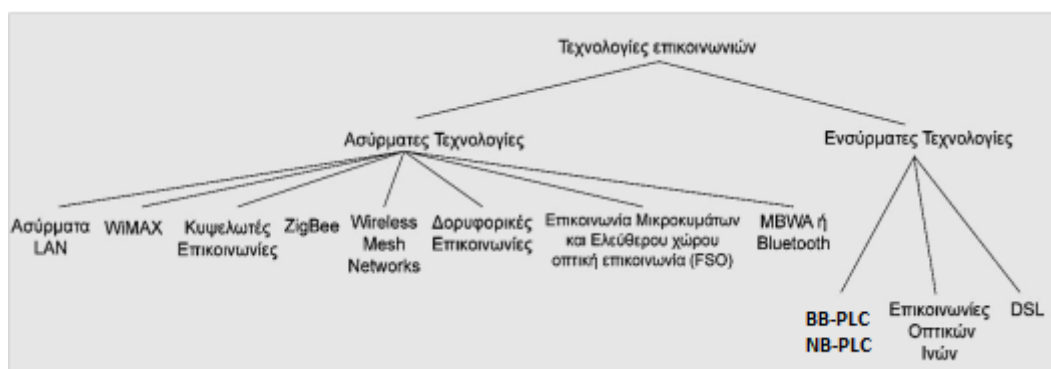 Τεχνολογίες επικοινωνιών
Ασύρματες Τεχνολογίες
Ενσύρματες Τεχνολογίες
Ασύρματα
LAN
WiMAX
Κυψελωτές
Επικοινωνίες
ZigBee
Wireless
Mesh
Networks
Δορυφορικές
Επικοινωνίες
Επικοινωνία Μικροκυμάτων
και Ελεύθερου χώρου
οπτική επικοινωνία (FSO)
MBWA ή
Bluetooth
BB-PLC
NB-PLC
Επικοινωνίες
Οπτικών
Ινών
DSL